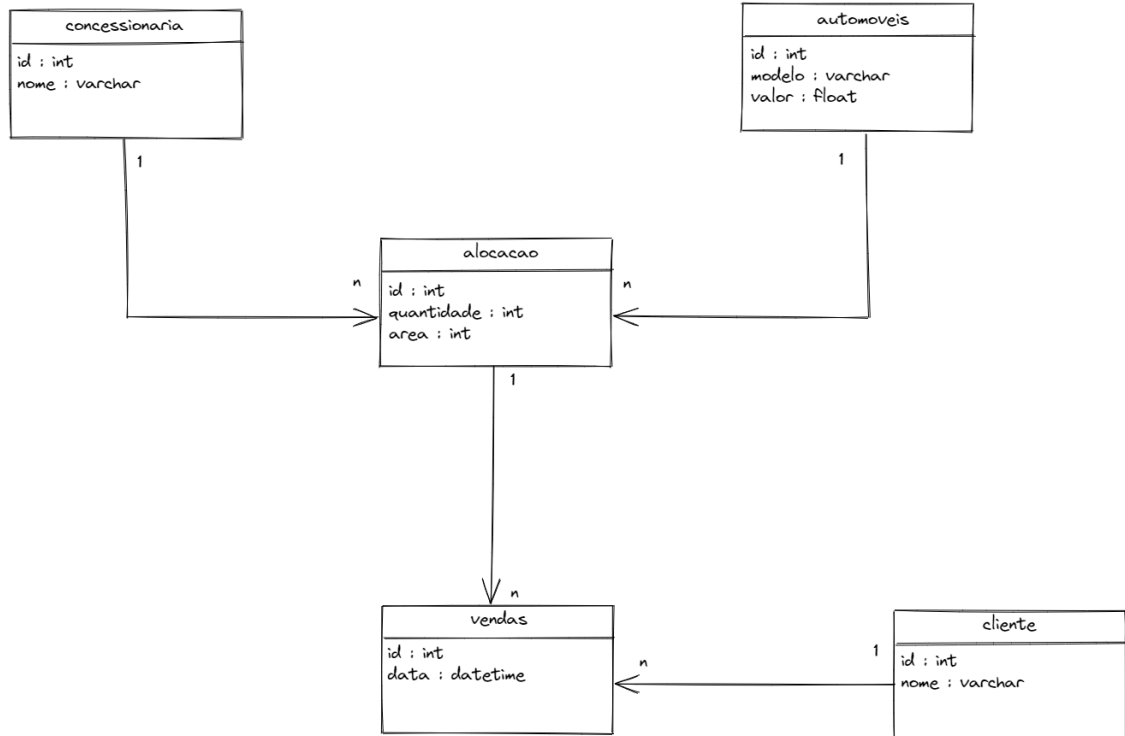 concessionaria
id : int
nome : varchar
automoveis
id : int
modelo : varchar
valor : float
1
1
alocacao
id : int
quantidade : int
area : int
n
n
1
n
vendas
id : int
data : datetime
cliente
id : int
nome : varchar
1
n